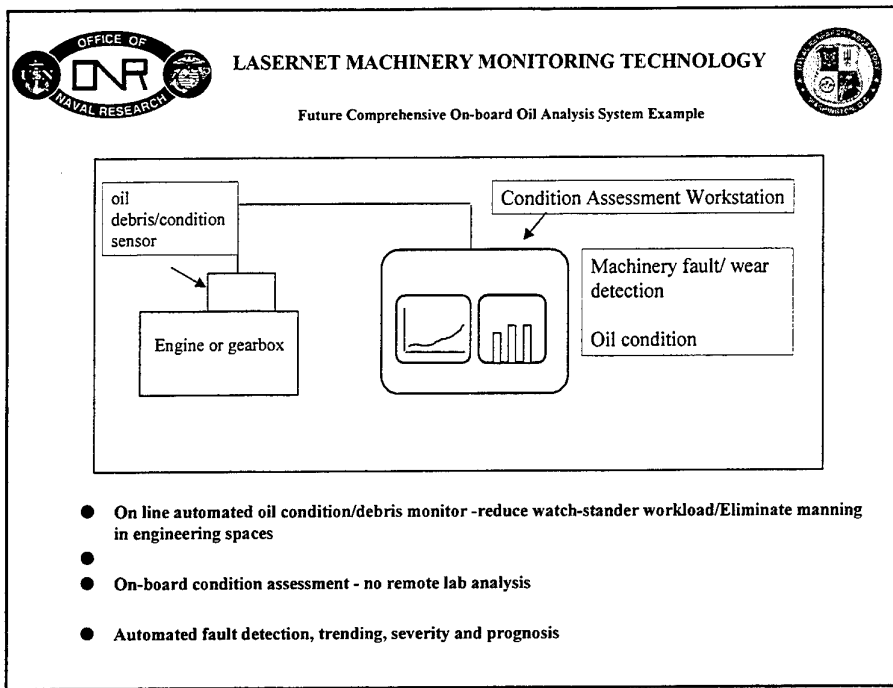 OFFICE OF
USN
ONR
NAVAL RESEARCH
LASERNET MACHINERY MONITORING TECHNOLOGY
Future Comprehensive On-board Oil Analysis System Example
oil
debris/condition
sensor
Condition Assessment Workstation
Engine or gearbox
Machinery fault/ wear
detection
Oil condition
● On line automated oil condition/debris monitor -reduce watch-stander workload/Eliminate manning
in engineering spaces
●
● On-board condition assessment - no remote lab analysis
● Automated fault detection, trending, severity and prognosis